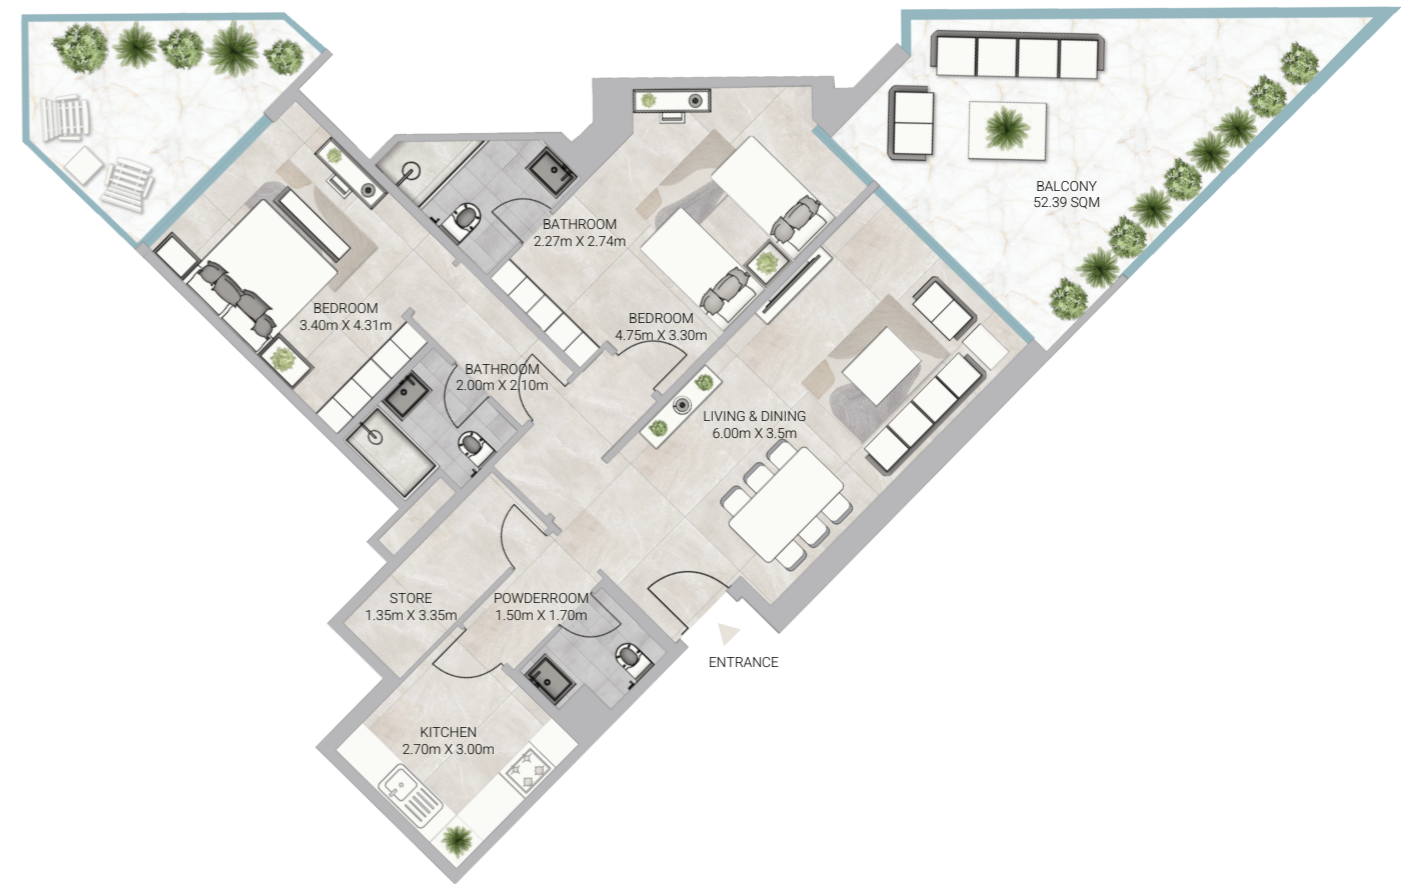 BALCONY
52.39 SQM
BATHROOM
2.27m X 2.74m
BEDROOM
3.40m X 4.31m
BEDROOM
4.75m X 3.30m
BATHROOM
2.00m X 2.10m
LIVING & DINING
6.00m X 3.5m
STORE
1.35m X 3.35m
POWDERROOM
1.50m X 1.70m
ENTRANCE
KITCHEN
2.70m X 3.00m